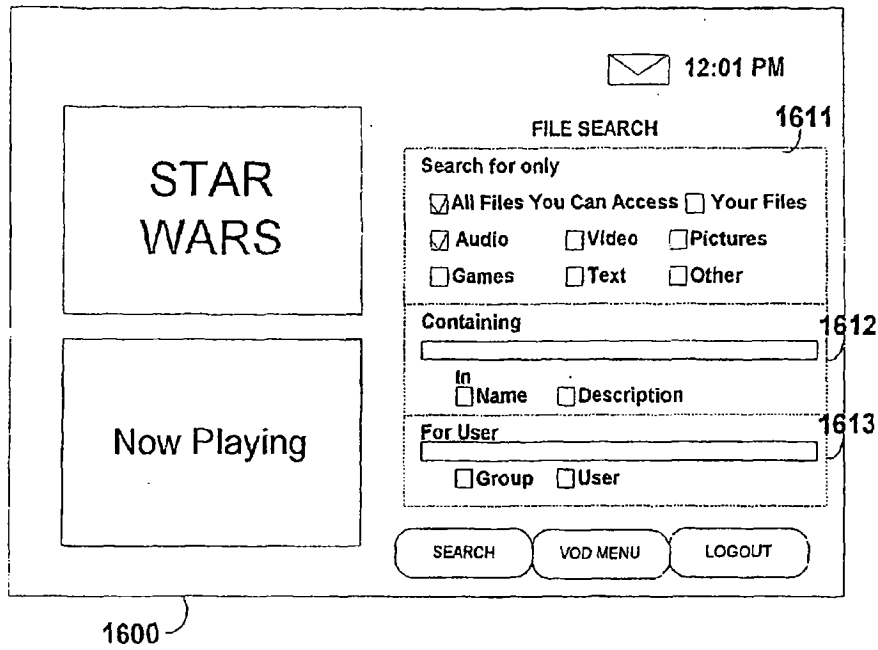 12:01 PM
STAR
WARS
Now Playing
FILE SEARCH
1611
Search for only
All Files You Can Access Your Files
Audio Video Pictures
Games Text Other
Containing
1612
In
Name Description
1613
For User
Group User
SEARCH VOD MENU LOGOUT
1600